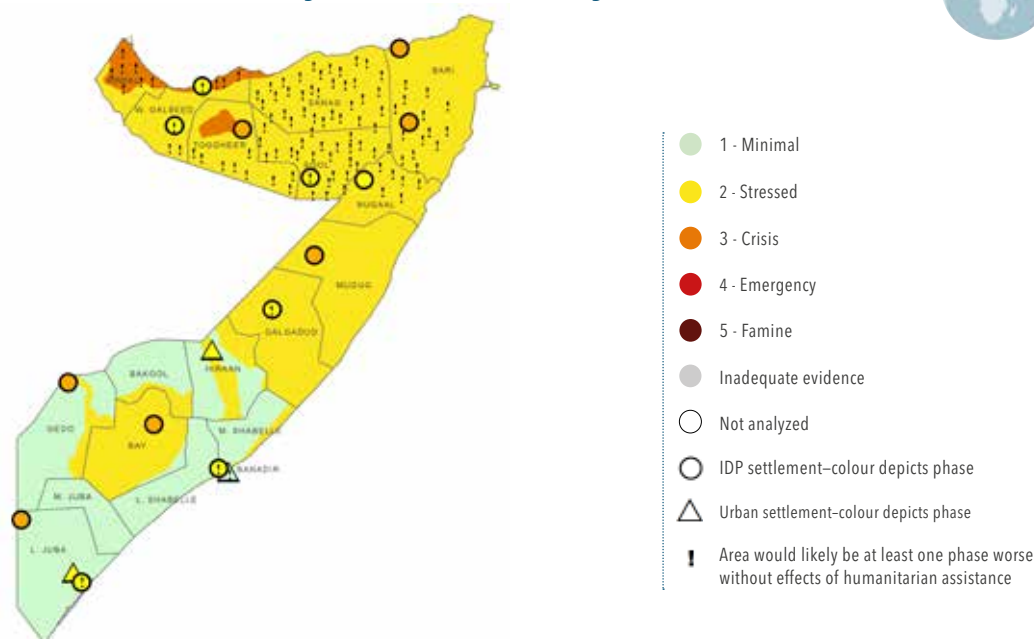 BARI
SANAG
W. GALBEED
TOGDHEER
SOOL
NUGAAL
MUDUG
GALGADUD
HIRAAN
BAKOOL
GEDO
BAY
M. SHABELLE
BANADIR
M. JUBA
L. SHABELLE
L. JUBA
1 - Minimal
2 - Stressed
3 - Crisis
4 - Emergency
5 - Famine
Inadequate evidence
Not analyzed
IDP settlement–colour depicts phase
Urban settlement–colour depicts phase
! Area would likely be at least one phase worse
without effects of humanitarian assistance